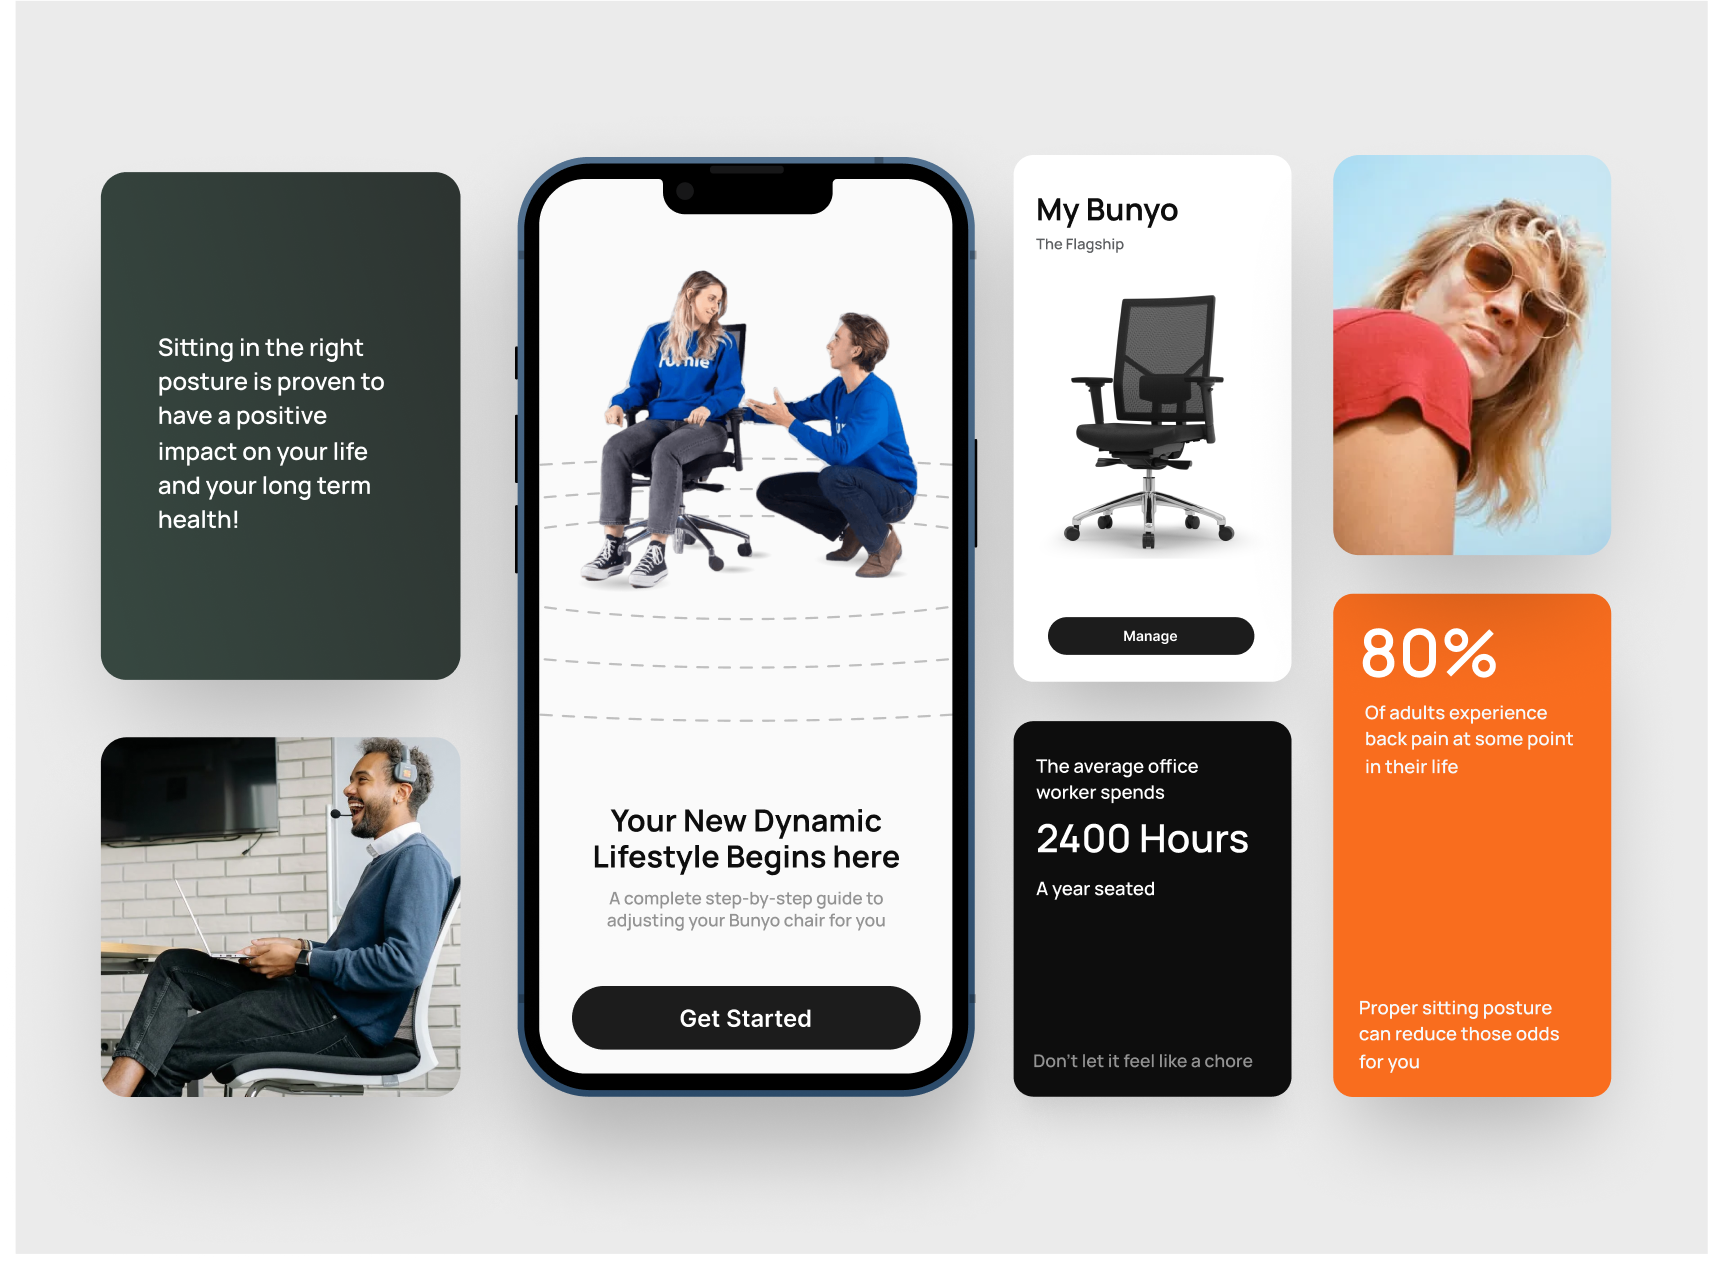 Sitting in the right
posture is proven to
have a positive
impact on your life
and your long term
health!
Your New Dynamic
Lifestyle Begins here
A complete step-by-step guide to
adjusting your Bunyo chair for you
Get Started
My Bunyo
The Flagship
Manage
The average office
worker spends
2400 Hours
A year seated
Don't let it feel like a chore
80%
Of adults experience
back pain at some point
in their life
Proper sitting posture
can reduce those odds
for you